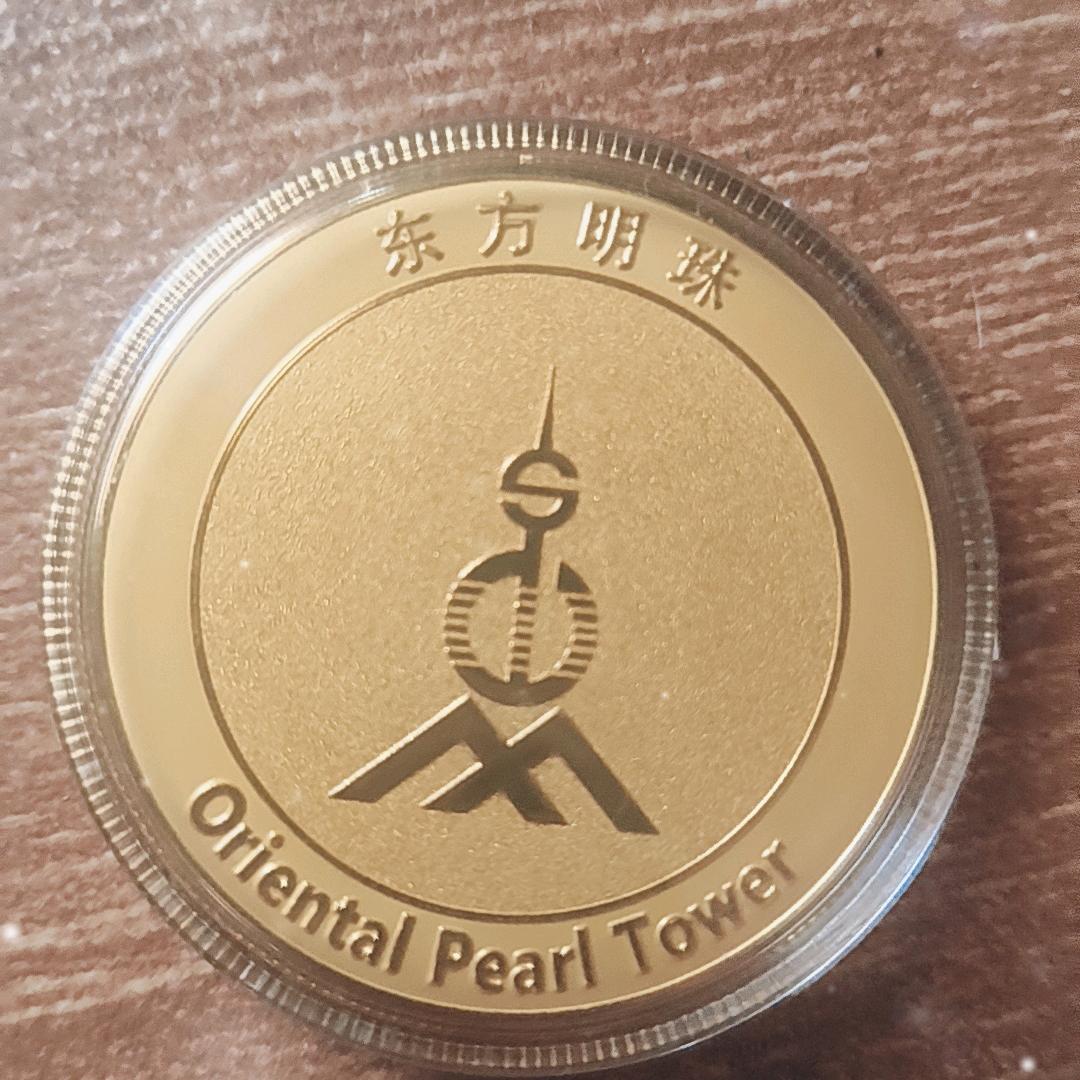 东方明珠
S
Oriental Pearl Tower